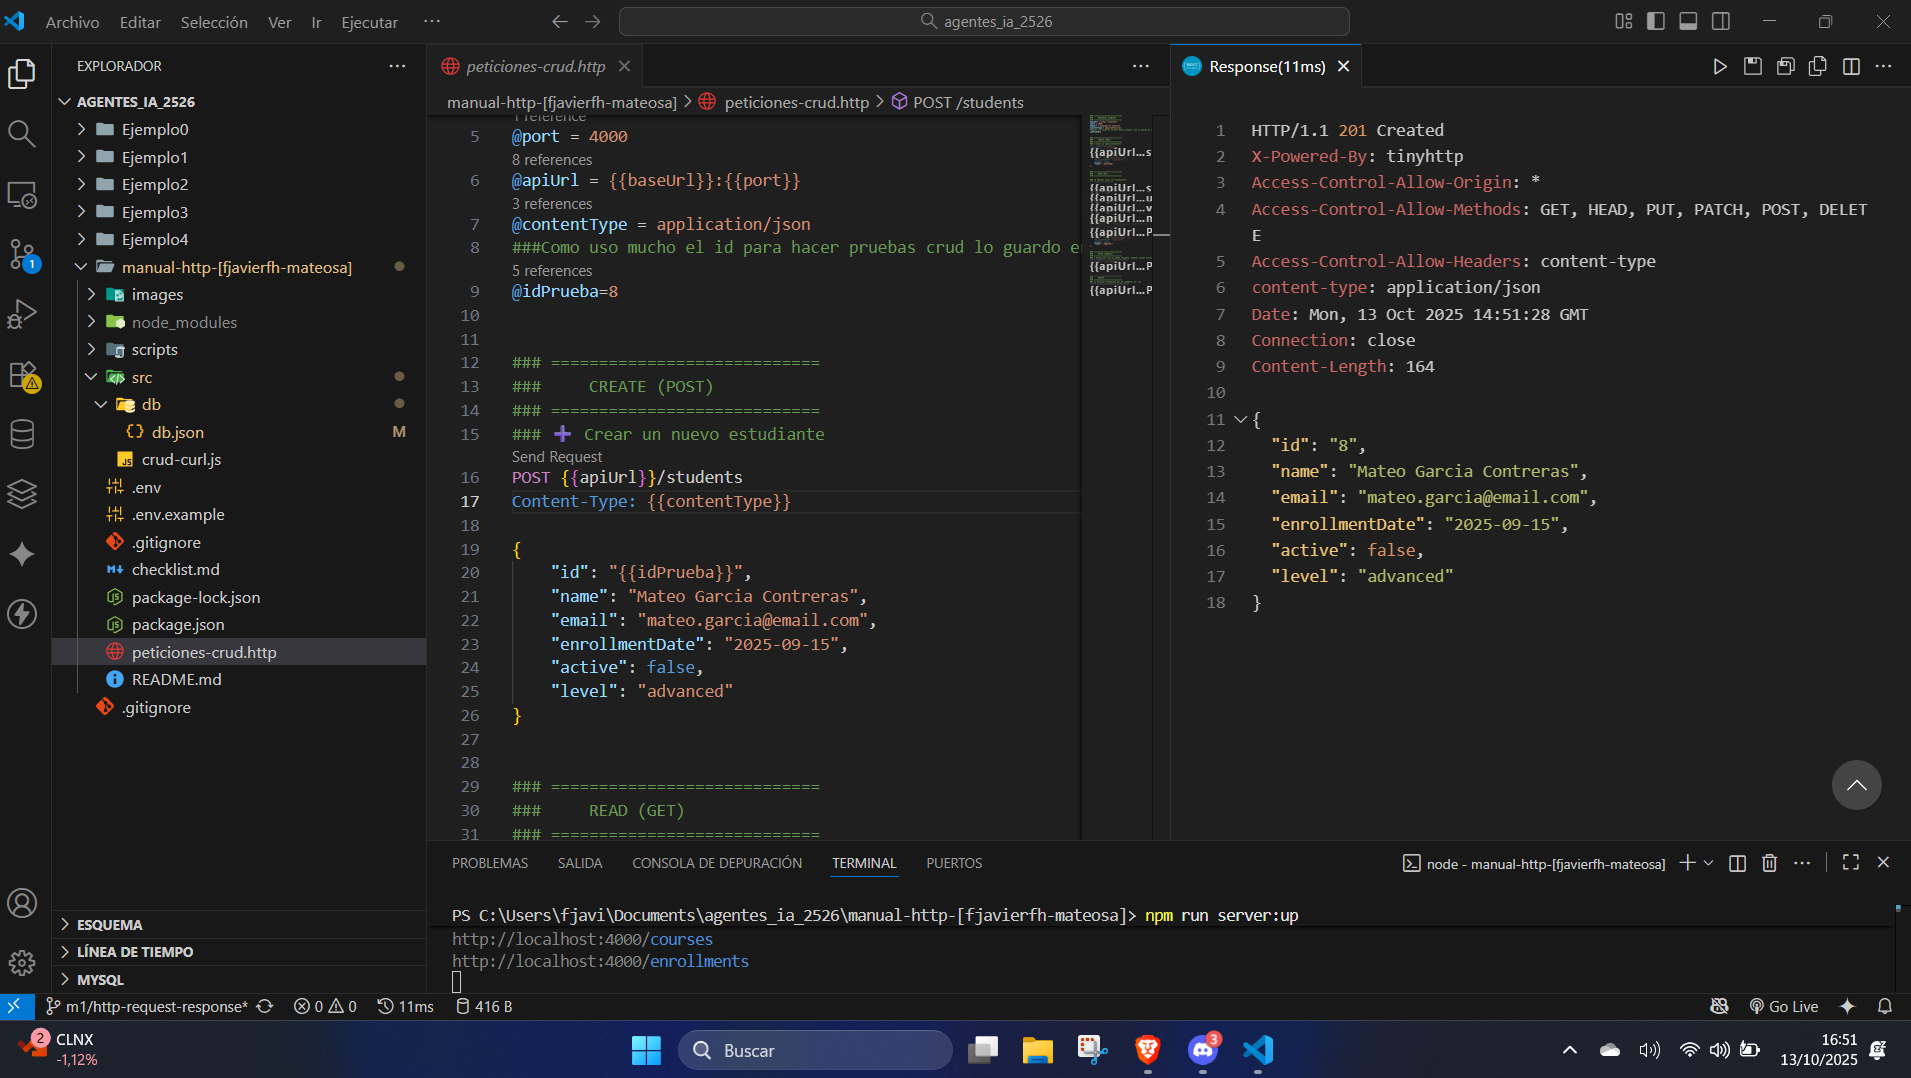 Archivo Editar Selección Ver Ir Ejecutar ···
agentes_ia_2526
EXPLORADOR
AGENTES_IA_2526
Ejemplo0
Ejemplo1
Ejemplo2
Ejemplo3
Ejemplo4
manual-http-[fjavierfh-mateosa]
images
node_modules
scripts
src
db
db.json M
crud-curl.js
.env
.env.example
.gitignore
checklist.md
package-lock.json
package.json
peticiones-crud.http
README.md
.gitignore
ESQUEMA
LÍNEA DE TIEMPO
MYSQL
1
peticiones-crud.http
manual-http-[fjavierfh-mateosa] > peticiones-crud.http > POST /students
1 reference
5 @port = 4000
8 references
6 @apiUrl = {{baseUrl}}:{{port}}
3 references
7 @contentType = application/json
8 ###Como uso mucho el id para hacer pruebas crud lo guardo e
5 references
9 @idPrueba=8
10
11
12 ### ============================
13 ###     CREATE (POST)
14 ### ============================
15 ### ➕ Crear un nuevo estudiante
Send Request
16 POST {{apiUrl}}/students
17 Content-Type: {{contentType}}
18
19 {
20     "id": "{{idPrueba}}",
21     "name": "Mateo Garcia Contreras",
22     "email": "mateo.garcia@email.com",
23     "enrollmentDate": "2025-09-15",
24     "active": false,
25     "level": "advanced"
26 }
27
28
29 ### ============================
30 ###     READ (GET)
31 ### ============================
{{apiUrl...s
{{apiUrl...s
{{apiUrl...u
{{apiUrl...v
{{apiUrl...n
{{apiUrl...P
{{apiUrl...P
{{apiUrl...P
Response(11ms)
1 HTTP/1.1 201 Created
2 X-Powered-By: tinyhttp
3 Access-Control-Allow-Origin: *
4 Access-Control-Allow-Methods: GET, HEAD, PUT, PATCH, POST, DELET
E
5 Access-Control-Allow-Headers: content-type
6 content-type: application/json
7 Date: Mon, 13 Oct 2025 14:51:28 GMT
8 Connection: close
9 Content-Length: 164
10
11 {
12   "id": "8",
13   "name": "Mateo Garcia Contreras",
14   "email": "mateo.garcia@email.com",
15   "enrollmentDate": "2025-09-15",
16   "active": false,
17   "level": "advanced"
18 }
PROBLEMAS SALIDA CONSOLA DE DEPURACIÓN TERMINAL PUERTOS
node - manual-http-[fjavierfh-mateosa]
PS C:\Users\fjavi\Documents\agentes_ia_2526\manual-http-[fjavierfh-mateosa]> npm run server:up
http://localhost:4000/courses
http://localhost:4000/enrollments
m1/http-request-response* 0 0 11ms 416 B
Go Live
2
CLNX
-1,12%
Buscar
3
16:51
13/10/2025